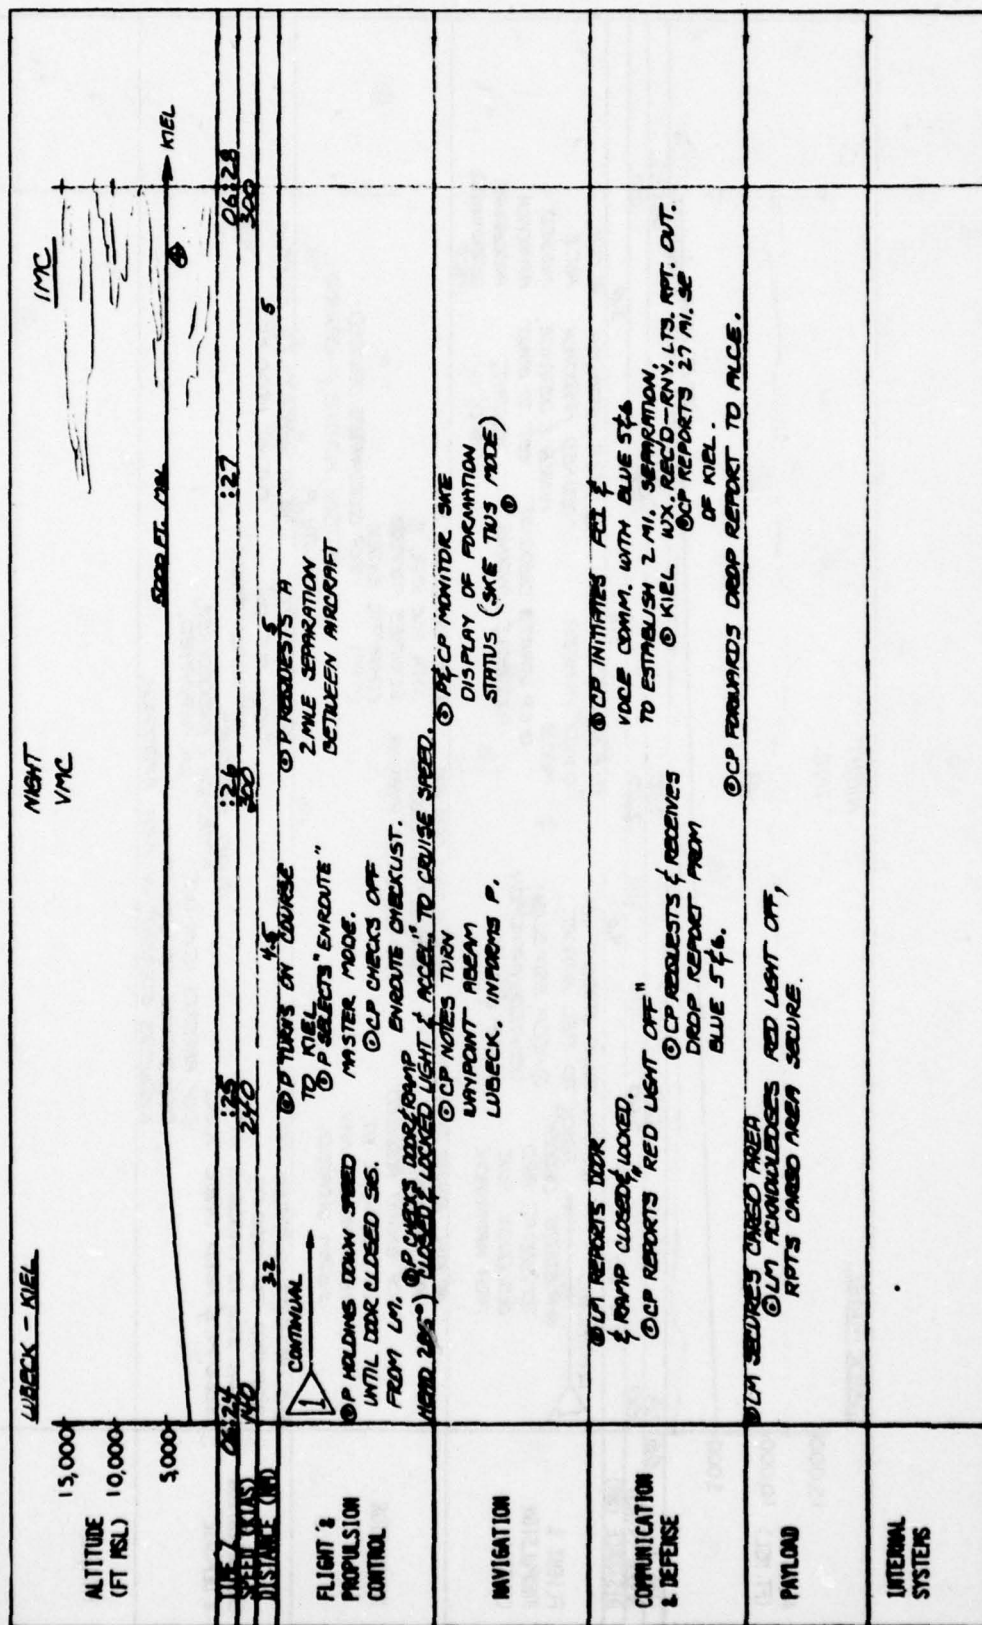 LUBECK - KIEL
NIGHT
VMC
IMC
ALTITUDE
(FT MSL)
15,000
10,000
5,000
5000 FT. MSL
KIEL
TIME Z 06:24 :25 :26 :27 06:28
SPEED (KIAS) 140 240 300 300
DISTANCE (NM) 3.2 4.5 5 5
FLIGHT &
PROPULSION
CONTROL
1 CONTINUAL
P HOLDING DOWN SPEED
UNTIL DOOR CLOSED SIG.
FROM LM.
P CHECKS DOOR & RAMP
CLOSED & LOCKED LIGHT & ACCEL. TO CRUISE SPEED.
P TURNS ON COURSE
TO KIEL
P SELECTS "ENROUTE"
MASTER MODE.
CP CHECKS OFF
ENROUTE CHECKLIST.
P REQUESTS A
2 MILE SEPARATION
BETWEEN AIRCRAFT
NAVIGATION
CP NOTES TURN
WAYPOINT ABEAM
LUBECK. INFORMS P.
P & CP MONITOR SKE
DISPLAY OF FORMATION
STATUS (SKE TWS MODE)
COMMUNICATION
& DEFENSE
LM REPORTS DOOR
& RAMP CLOSED & LOCKED.
CP REPORTS "RED LIGHT OFF"
CP REQUESTS & RECEIVES
DROP REPORT FROM
BLUE 5 & 6.
CP INITIATES FCI &
VOICE COMM. WITH BLUE 5 & 6
TO ESTABLISH 2 MI. SEPARATION.
KIEL WX. REC'D—RNY. LTS. RPT. OUT.
CP REPORTS 27 MI. SE
OF KIEL.
CP FORWARDS DROP REPORT TO ALCE.
PAYLOAD
LM SECURES CARGO AREA
LM ACKNOWLEDGES RED LIGHT OFF,
RPTS CARGO AREA SECURE.
INTERNAL
SYSTEMS